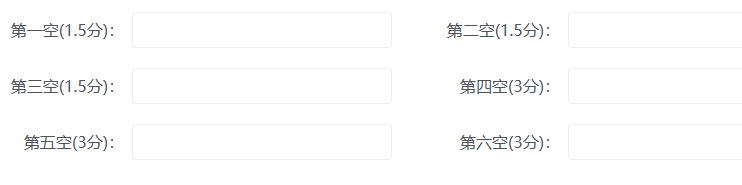 第一空(1.5分)： 第二空(1.5分)：
第三空(1.5分)： 第四空(3分)：
第五空(3分)： 第六空(3分)：